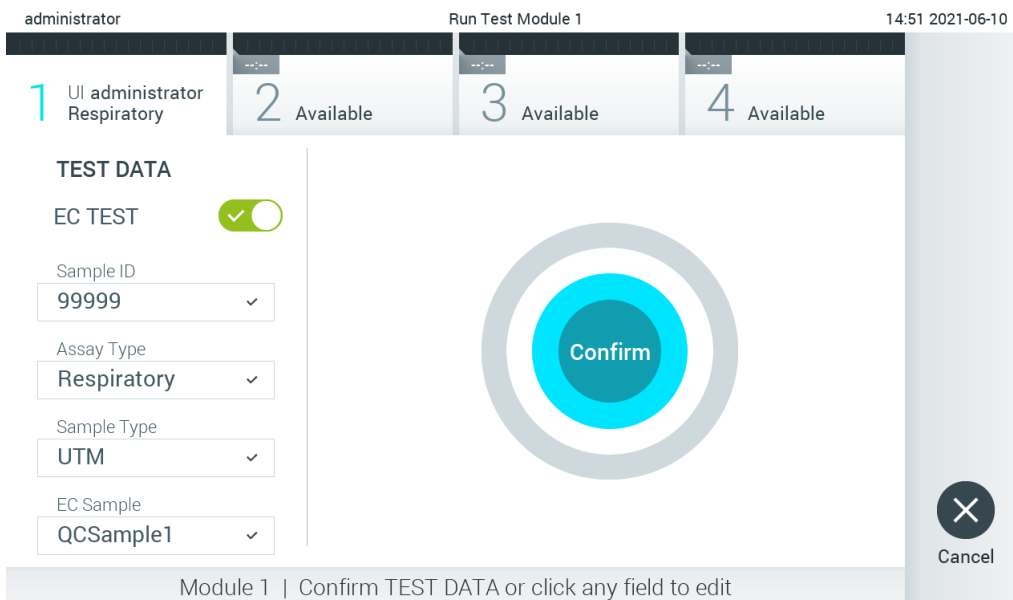 administrator Run Test Module 1 14:51 2021-06-10
--:-- --:-- --:--
1 UI administrator Respiratory
2 Available
3 Available
4 Available
TEST DATA
EC TEST
Sample ID
99999
Assay Type
Respiratory
Sample Type
UTM
EC Sample
QCSample1
Confirm
Cancel
Module 1 | Confirm TEST DATA or click any field to edit